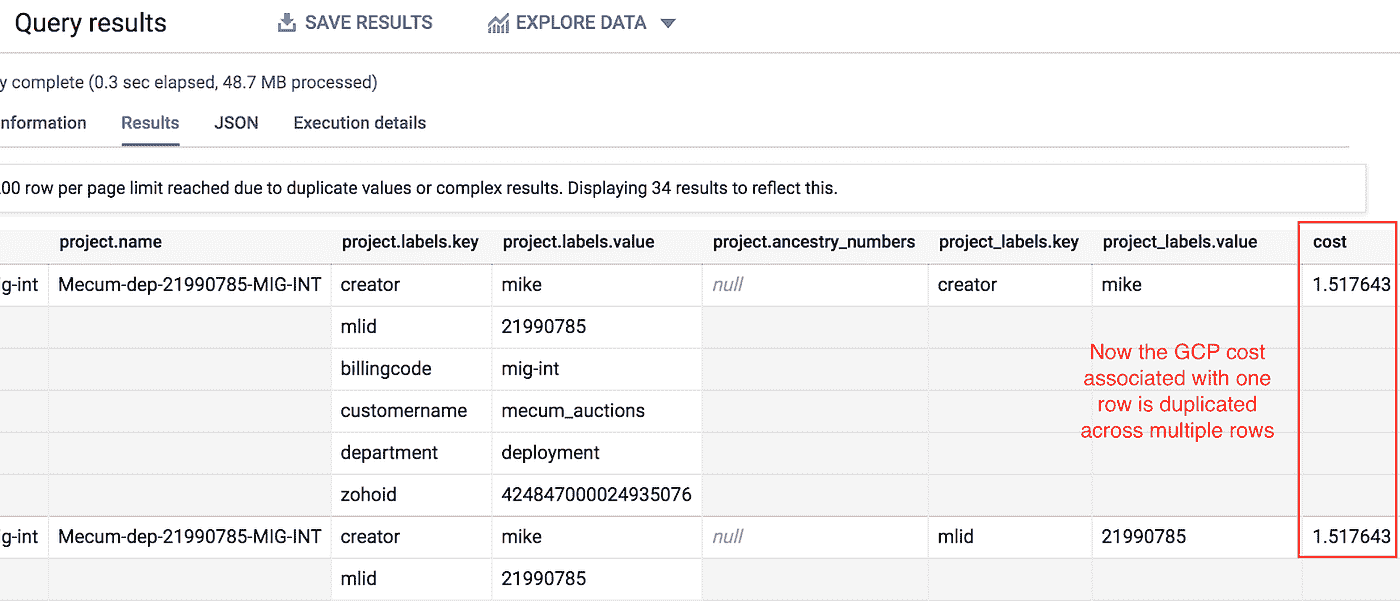 Query results SAVE RESULTS EXPLORE DATA
y complete (0.3 sec elapsed, 48.7 MB processed)
nformation Results JSON Execution details
00 row per page limit reached due to duplicate values or complex results. Displaying 34 results to reflect this.
project.name project.labels.key project.labels.value project.ancestry_numbers project_labels.key project_labels.value cost
g-int Mecum-dep-21990785-MIG-INT creator mike null creator mike 1.517643
mlid 21990785
billingcode mig-int
customername mecum_auctions
department deployment
zohoid 424847000024935076
Now the GCP cost
associated with one
row is duplicated
across multiple rows
g-int Mecum-dep-21990785-MIG-INT creator mike null mlid 21990785 1.517643
mlid 21990785